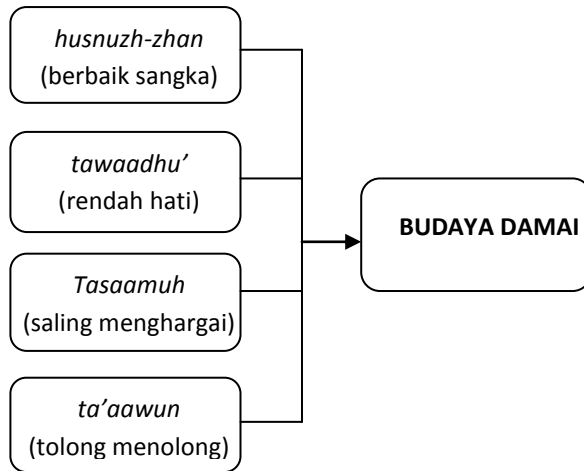 husnuzh-zhan
(berbaik sangka)
tawaadhu’
(rendah hati)
Tasaamuh
(saling menghargai)
ta’aawun
(tolong menolong)
BUDAYA DAMAI